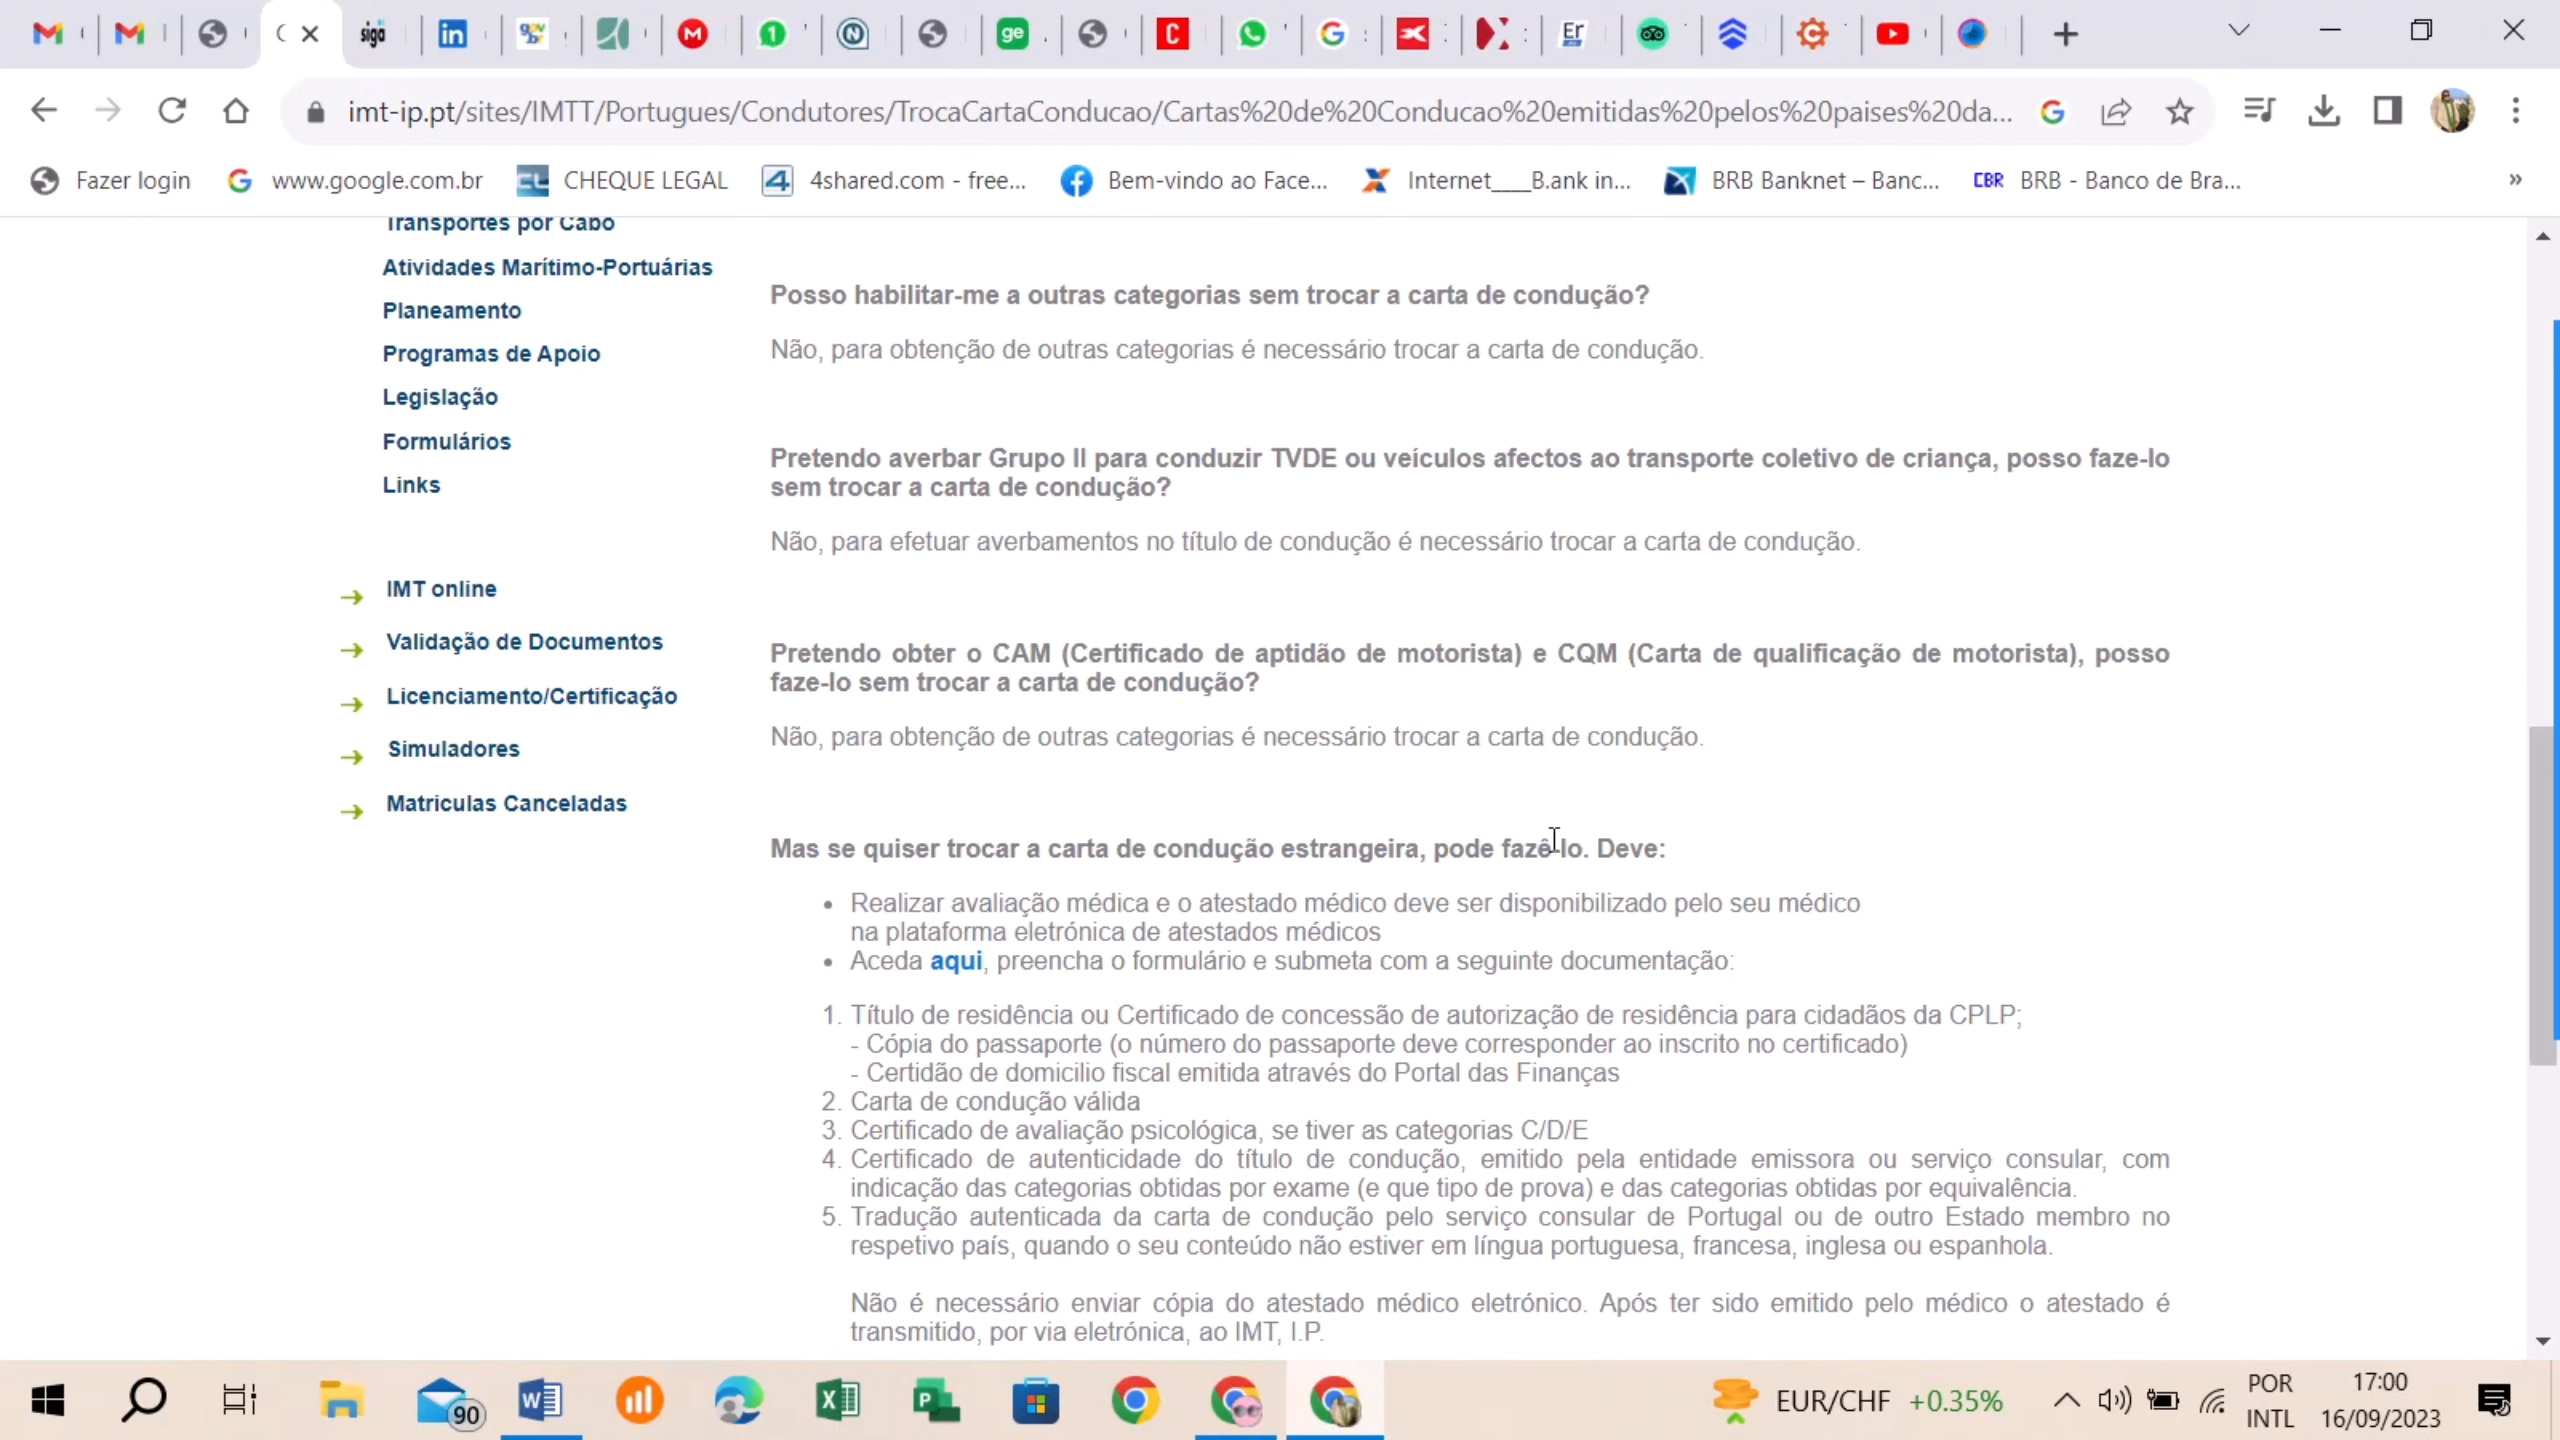 siga
gov
br
M
1
N
ge
C
Er
imt-ip.pt/sites/IMTT/Portugues/Condutores/TrocaCartaConducao/Cartas%20de%20Conducao%20emitidas%20pelos%20paises%20da...
Fazer login
www.google.com.br
CL CHEQUE LEGAL
4 4shared.com - free...
Bem-vindo ao Face...
Internet____B.ank in...
BRB Banknet – Banc...
CBR BRB - Banco de Bra...
»
Transportes por Cabo
Atividades Marítimo-Portuárias
Planeamento
Programas de Apoio
Legislação
Formulários
Links
IMT online
Validação de Documentos
Licenciamento/Certificação
Simuladores
Matriculas Canceladas
Posso habilitar-me a outras categorias sem trocar a carta de condução?
Não, para obtenção de outras categorias é necessário trocar a carta de condução.
Pretendo averbar Grupo II para conduzir TVDE ou veículos afectos ao transporte coletivo de criança, posso faze-lo
sem trocar a carta de condução?
Não, para efetuar averbamentos no título de condução é necessário trocar a carta de condução.
Pretendo obter o CAM (Certificado de aptidão de motorista) e CQM (Carta de qualificação de motorista), posso
faze-lo sem trocar a carta de condução?
Não, para obtenção de outras categorias é necessário trocar a carta de condução.
Mas se quiser trocar a carta de condução estrangeira, pode fazê-lo. Deve:
• Realizar avaliação médica e o atestado médico deve ser disponibilizado pelo seu médico
na plataforma eletrónica de atestados médicos
• Aceda aqui, preencha o formulário e submeta com a seguinte documentação:
1. Título de residência ou Certificado de concessão de autorização de residência para cidadãos da CPLP;
- Cópia do passaporte (o número do passaporte deve corresponder ao inscrito no certificado)
- Certidão de domicilio fiscal emitida através do Portal das Finanças
2. Carta de condução válida
3. Certificado de avaliação psicológica, se tiver as categorias C/D/E
4. Certificado de autenticidade do título de condução, emitido pela entidade emissora ou serviço consular, com
indicação das categorias obtidas por exame (e que tipo de prova) e das categorias obtidas por equivalência.
5. Tradução autenticada da carta de condução pelo serviço consular de Portugal ou de outro Estado membro no
respetivo país, quando o seu conteúdo não estiver em língua portuguesa, francesa, inglesa ou espanhola.
Não é necessário enviar cópia do atestado médico eletrónico. Após ter sido emitido pelo médico o atestado é
transmitido, por via eletrónica, ao IMT, I.P.
90
EUR/CHF +0.35%
POR
INTL
17:00
16/09/2023